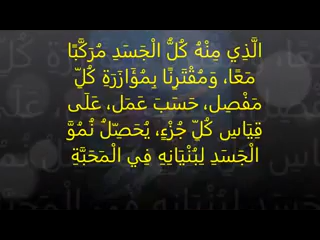 الَّذِي مِنْهُ كُلُّ الْجَسَدِ مُرَكَّبًا
مَعًا، وَمُقْتَرِنًا بِمُؤَازَرَةِ كُلِّ
مَفْصِلٍ، حَسَبَ عَمَلٍ، عَلَى
قِيَاسِ كُلِّ جُزْءٍ، يُحَصِّلُ نُمُوَّ
الْجَسَدِ لِبُنْيَانِهِ فِي الْمَحَبَّةِ